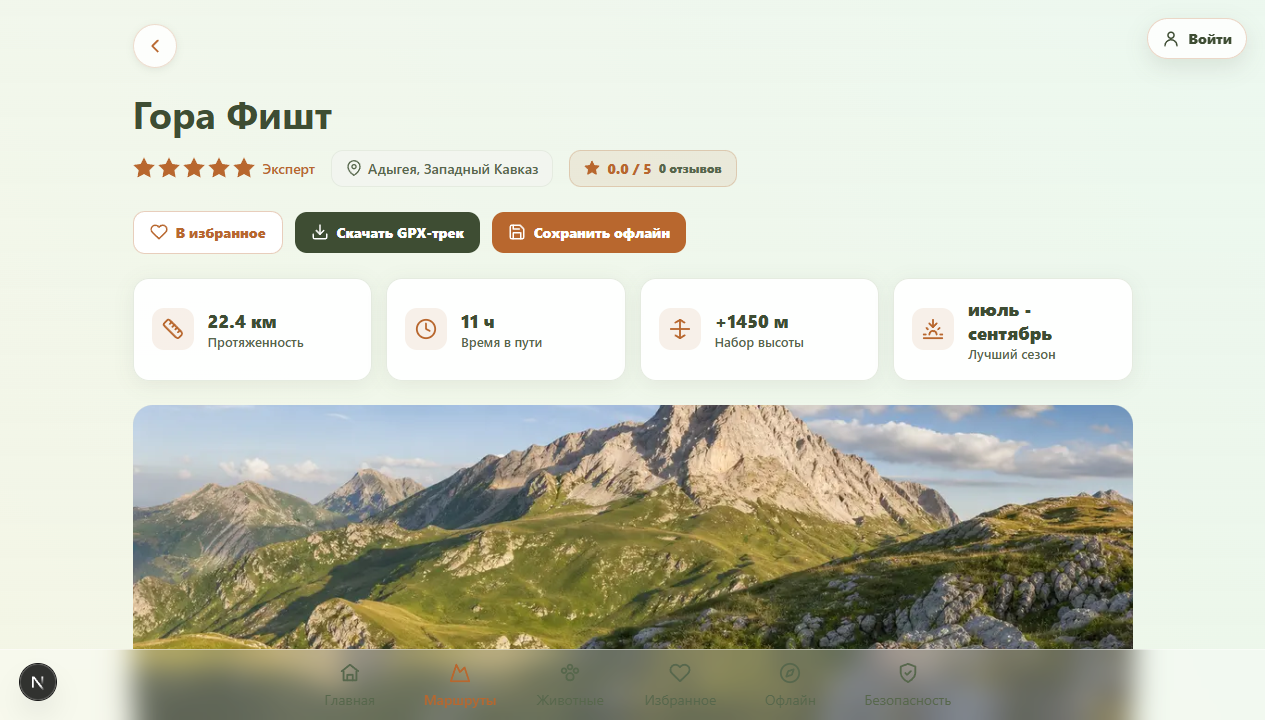 Войти
Гора Фишт
Эксперт
Адыгея, Западный Кавказ
0.0 / 5 0 отзывов
В избранное
Скачать GPX-трек
Сохранить офлайн
22.4 км
Протяженность
11 ч
Время в пути
+1450 м
Набор высоты
июль -
сентябрь
Лучший сезон
N
Главная
Маршруты
Животные
Избранное
Офлайн
Безопасность